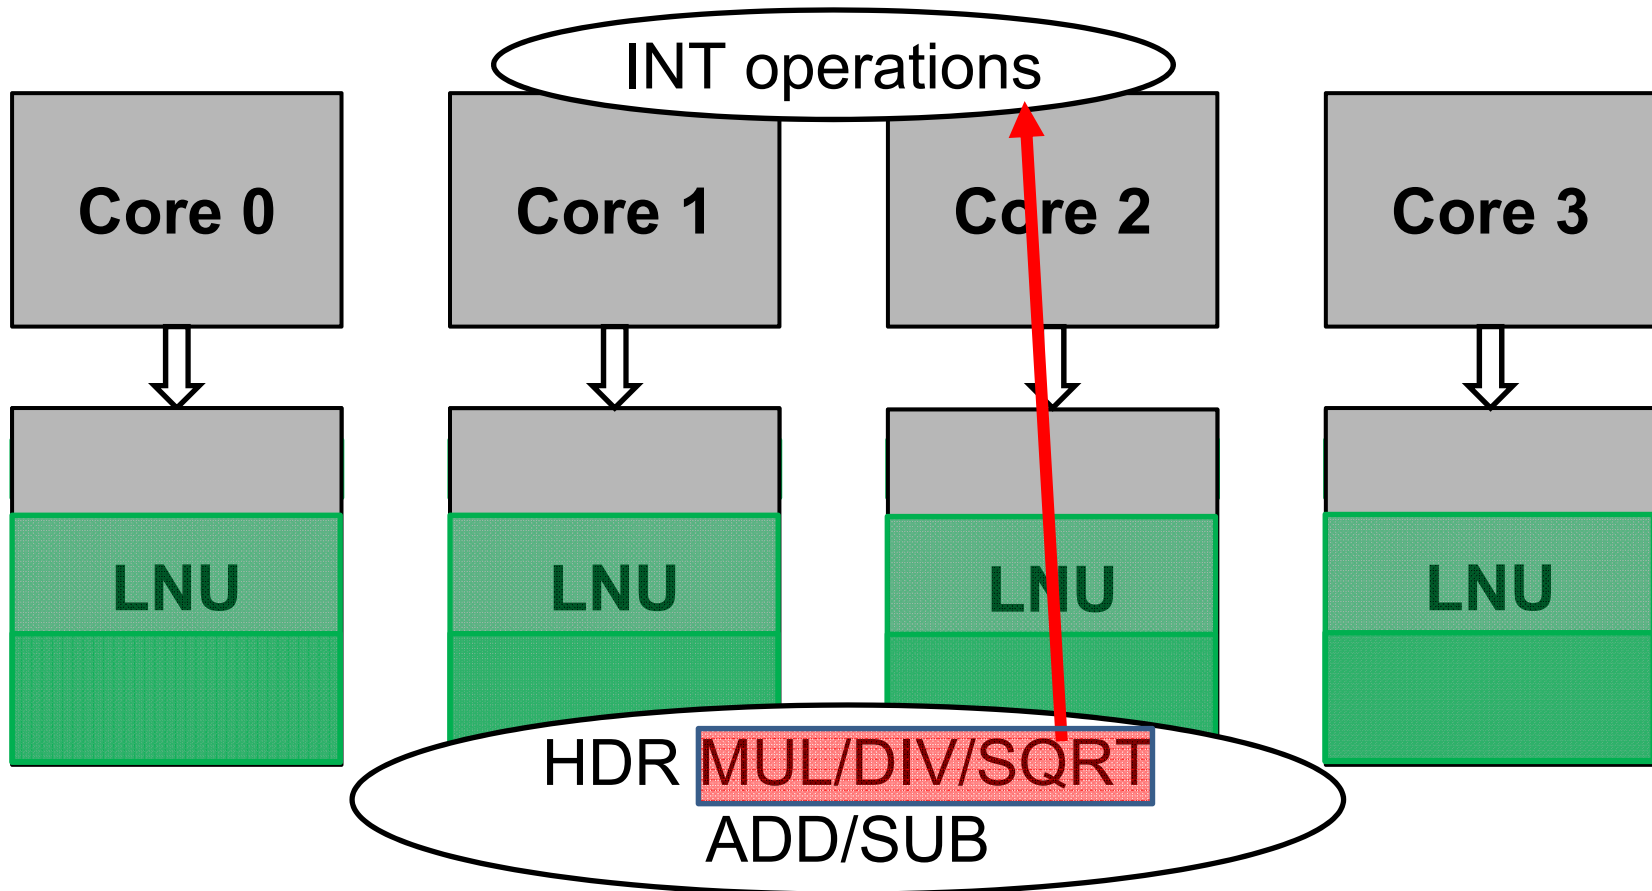 INT operations
Core 0
Core 1
Core 2
Core 3
LNU
LNU
LNU
LNU
HDR MUL/DIV/SQRT
ADD/SUB